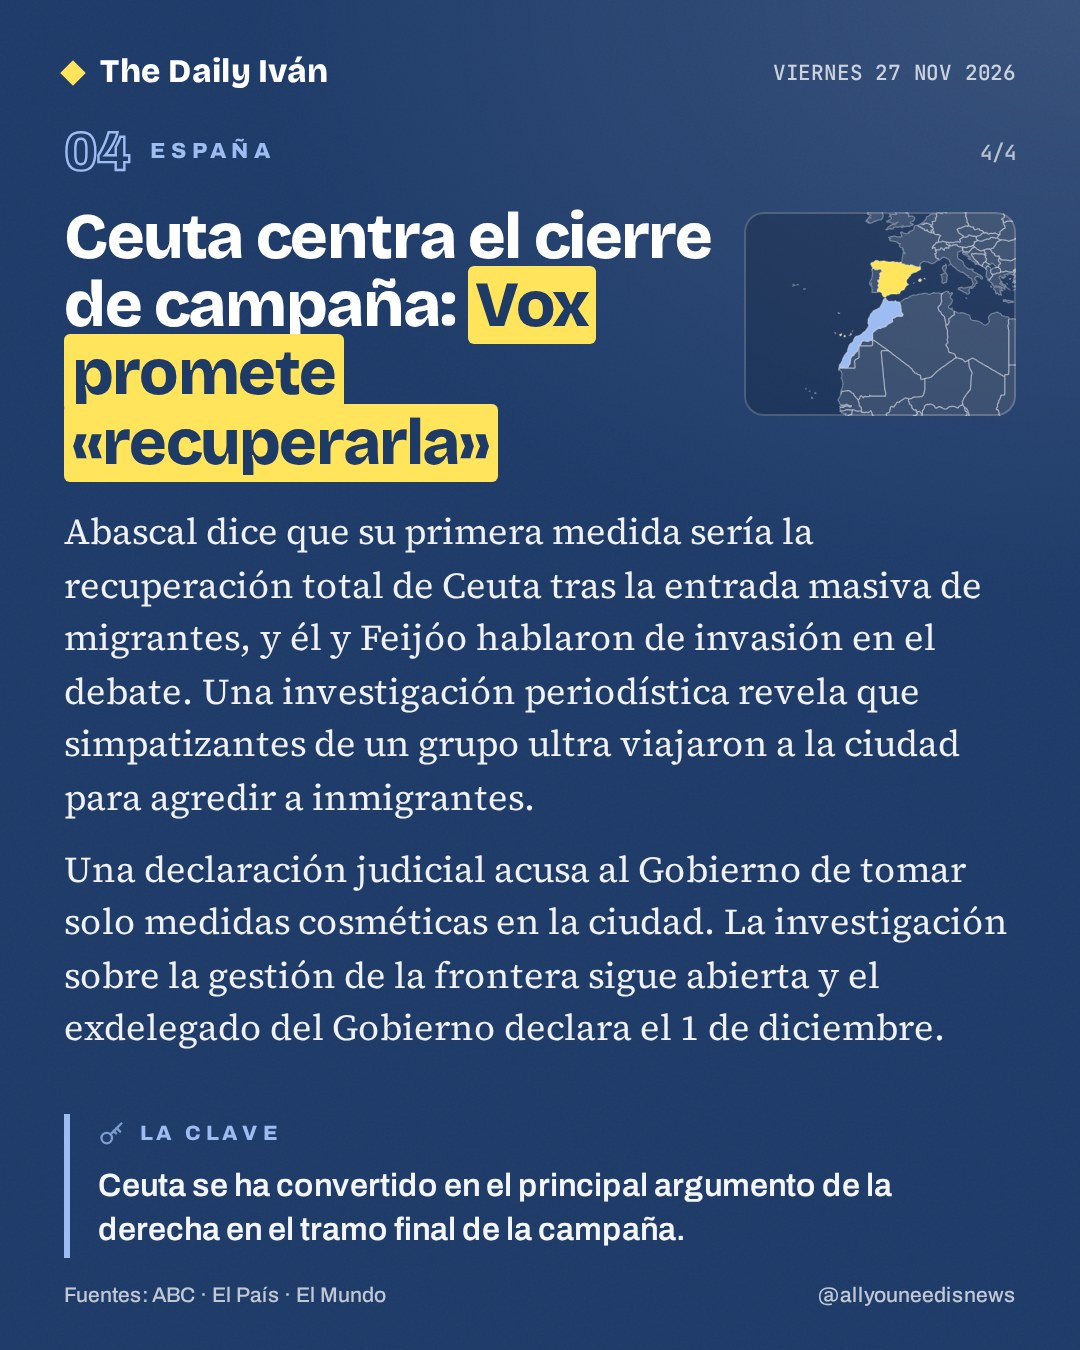 The Daily Iván
VIERNES 27 NOV 2026
04 ESPAÑA
4/4
Ceuta centra el cierre
de campaña: Vox
promete
«recuperarla»
Abascal dice que su primera medida sería la
recuperación total de Ceuta tras la entrada masiva de
migrantes, y él y Feijóo hablaron de invasión en el
debate. Una investigación periodística revela que
simpatizantes de un grupo ultra viajaron a la ciudad
para agredir a inmigrantes.
Una declaración judicial acusa al Gobierno de tomar
solo medidas cosméticas en la ciudad. La investigación
sobre la gestión de la frontera sigue abierta y el
exdelegado del Gobierno declara el 1 de diciembre.
LA CLAVE
Ceuta se ha convertido en el principal argumento de la
derecha en el tramo final de la campaña.
Fuentes: ABC · El País · El Mundo
@allyouneedisnews